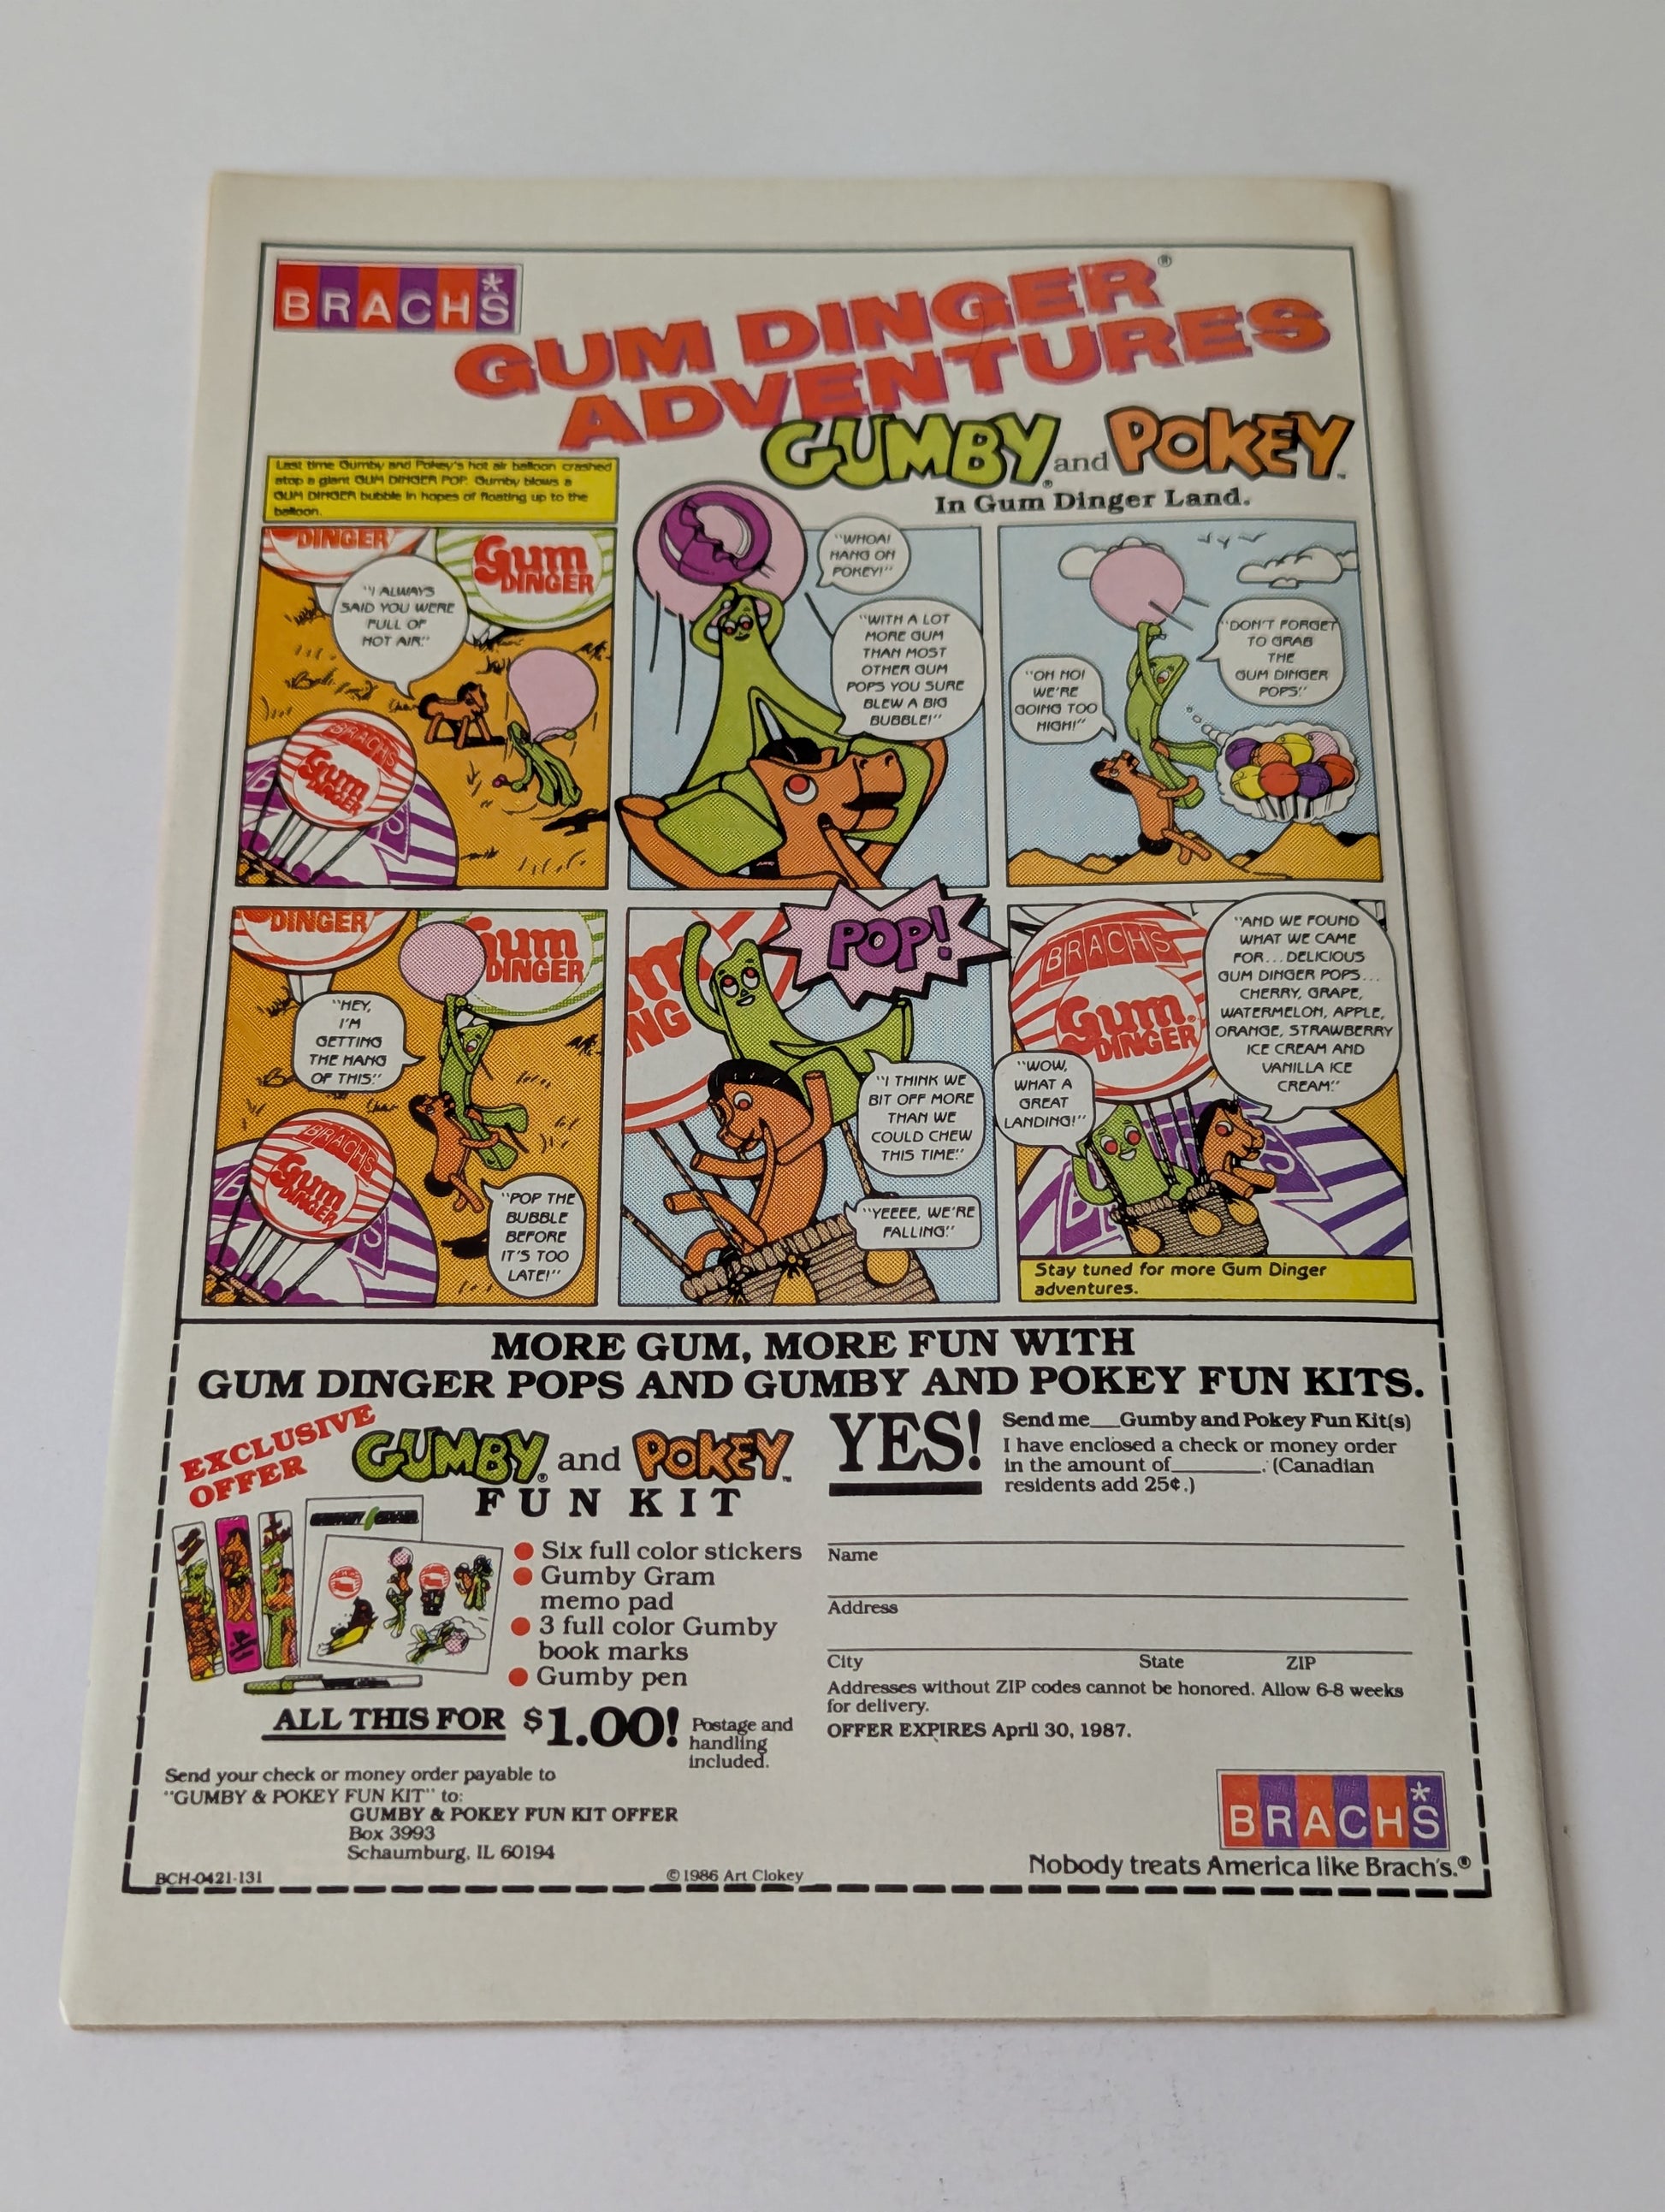 BRACH'S
GUM DINGER®
ADVENTURES
GUMBY® and POKEY™
In Gum Dinger Land.
Last time Gumby and Pokey's hot air balloon crashed
atop a giant GUM DINGER POP. Gumby blows a
GUM DINGER bubble in hopes of floating up to the
balloon.
DINGER
Gum
DINGER
"I ALWAYS
SAID YOU WERE
FULL OF
HOT AIR."
BRACH'S
Gum
DINGER
"WHOA!
HANG ON
POKEY!"
"WITH A LOT
MORE GUM
THAN MOST
OTHER GUM
POPS YOU SURE
BLEW A BIG
BUBBLE!"
"OH NO!
WE'RE
GOING TOO
HIGH!"
"DON'T FORGET
TO GRAB
THE
GUM DINGER
POPS."
DINGER
Gum
DINGER
"HEY,
I'M
GETTING
THE HANG
OF THIS."
BRACH'S
Gum
DINGER
"POP THE
BUBBLE
BEFORE
IT'S TOO
LATE!"
POP!
"I THINK WE
BIT OFF MORE
THAN WE
COULD CHEW
THIS TIME."
"YEEEE, WE'RE
FALLING."
BRACH'S
Gum
DINGER
"WOW,
WHAT A
GREAT
LANDING!"
"AND WE FOUND
WHAT WE CAME
FOR...DELICIOUS
GUM DINGER POPS...
CHERRY, GRAPE,
WATERMELON, APPLE,
ORANGE, STRAWBERRY
ICE CREAM AND
VANILLA ICE
CREAM."
Stay tuned for more Gum Dinger
adventures.
MORE GUM, MORE FUN WITH
GUM DINGER POPS AND GUMBY AND POKEY FUN KITS.
EXCLUSIVE
OFFER
GUMBY® and POKEY™
FUN KIT
● Six full color stickers
● Gumby Gram
memo pad
● 3 full color Gumby
book marks
● Gumby pen
ALL THIS FOR $1.00!
Postage and
handling
included.
Send your check or money order payable to
"GUMBY & POKEY FUN KIT" to:
GUMBY & POKEY FUN KIT OFFER
Box 3993
Schaumburg, IL 60194
BCH-0421-131
©1986 Art Clokey
YES!
Send me___Gumby and Pokey Fun Kit(s)
I have enclosed a check or money order
in the amount of________. (Canadian
residents add 25¢.)
Name
Address
City State ZIP
Addresses without ZIP codes cannot be honored. Allow 6-8 weeks
for delivery.
OFFER EXPIRES April 30, 1987.
BRACH'S
Nobody treats America like Brach's.®